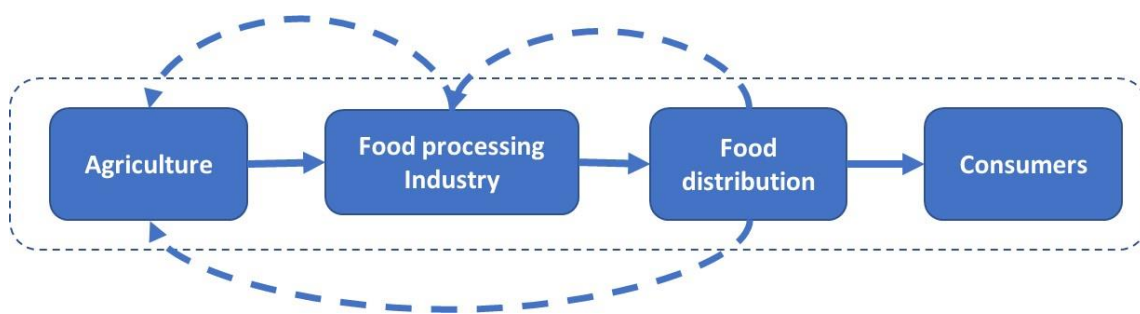 Agriculture
Food processing
Industry
Food
distribution
Consumers